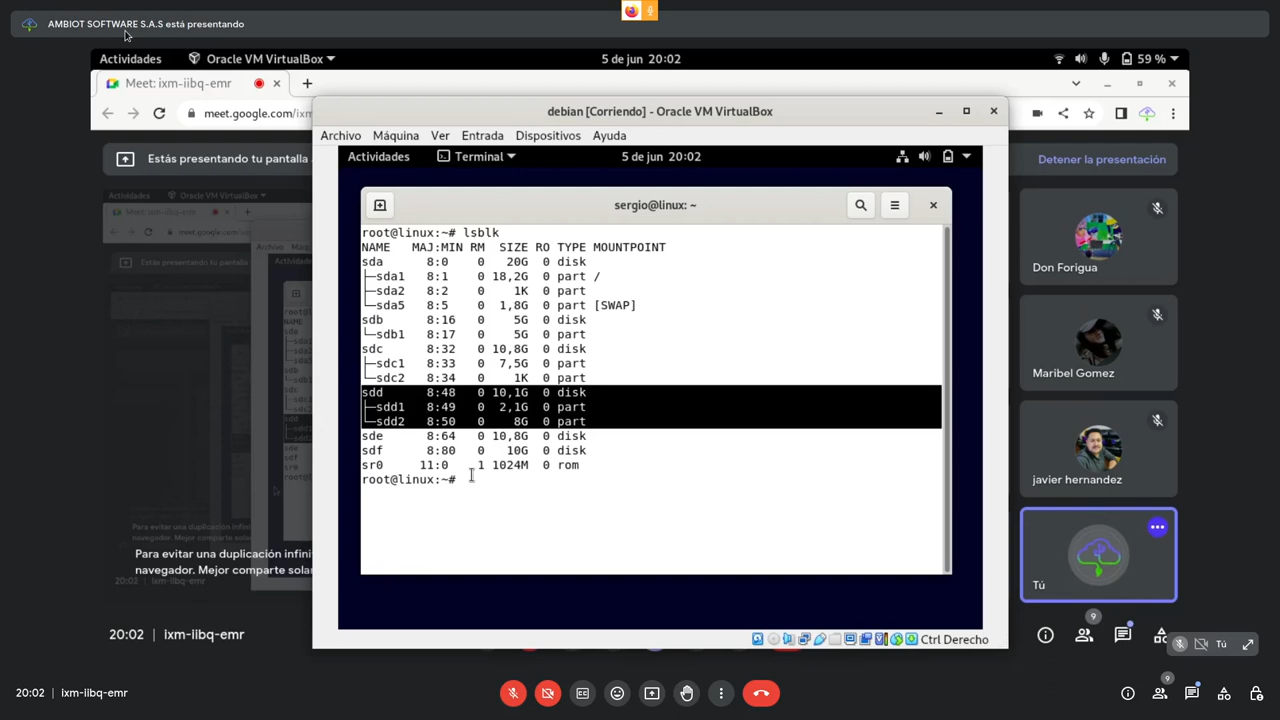 AMBIOT SOFTWARE S.A.S está presentando
Actividades Oracle VM VirtualBox 5 de jun 20:02 59 %
Meet: ixm-iibq-emr
meet.google.com/ixm
Estás presentando tu pantalla
Detener la presentación
debian [Corriendo] - Oracle VM VirtualBox
Archivo Máquina Ver Entrada Dispositivos Ayuda
Actividades Terminal 5 de jun 20:02
sergio@linux: ~
root@linux:~# lsblk
NAME MAJ:MIN RM SIZE RO TYPE MOUNTPOINT
sda 8:0 0 20G 0 disk
├─sda1 8:1 0 18,2G 0 part /
├─sda2 8:2 0 1K 0 part
└─sda5 8:5 0 1,8G 0 part [SWAP]
sdb 8:16 0 5G 0 disk
└─sdb1 8:17 0 5G 0 part
sdc 8:32 0 10,8G 0 disk
├─sdc1 8:33 0 7,5G 0 part
└─sdc2 8:34 0 1K 0 part
sdd 8:48 0 10,1G 0 disk
├─sdd1 8:49 0 2,1G 0 part
└─sdd2 8:50 0 8G 0 part
sde 8:64 0 10,8G 0 disk
sdf 8:80 0 10G 0 disk
sr0 11:0 1 1024M 0 rom
root@linux:~#
Ctrl Derecho
Don Forigua
Maribel Gomez
javier hernandez
Tú
Para evitar una duplicación infini
navegador. Mejor comparte sola
20:02 | ixm-iibq-emr
9
Tú
20:02 | ixm-iibq-emr
9